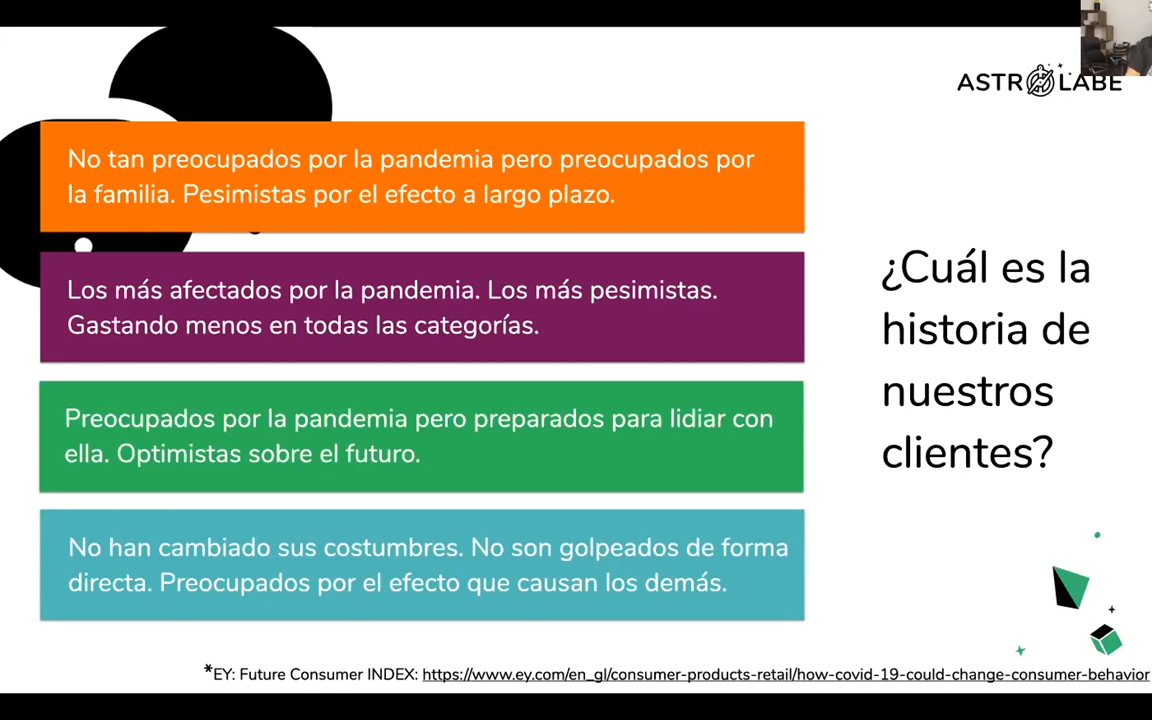 ASTROLABE
No tan preocupados por la pandemia pero preocupados por
la familia. Pesimistas por el efecto a largo plazo.
Los más afectados por la pandemia. Los más pesimistas.
Gastando menos en todas las categorías.
Preocupados por la pandemia pero preparados para lidiar con
ella. Optimistas sobre el futuro.
No han cambiado sus costumbres. No son golpeados de forma
directa. Preocupados por el efecto que causan los demás.
¿Cuál es la
historia de
nuestros
clientes?
*EY: Future Consumer INDEX: https://www.ey.com/en_gl/consumer-products-retail/how-covid-19-could-change-consumer-behavior